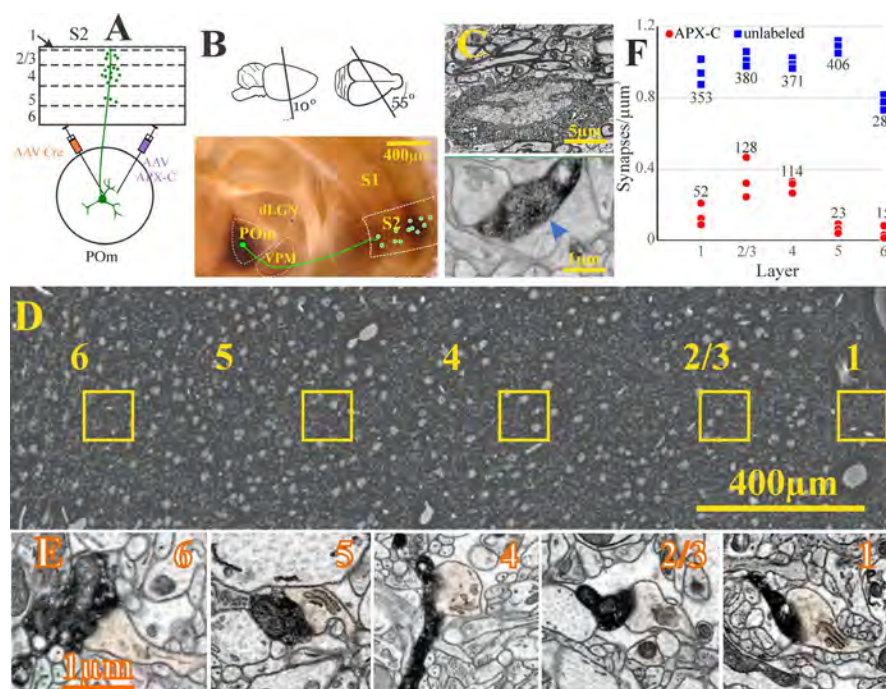 A
S2
1
2/3
4
5
6
AAV Cre
AAV
APX-C
POm
B
10°
55°
400µm
S1
dLGN
POm
VPM
S2
C
5µm
1µm
F
APX-C
unlabeled
Synapses/µum
1.2
0.8
0.4
0
353
380
371
406
52
128
114
23
1
2/3
4
5
6
Layer
D
6
5
4
2/3
1
400µm
E
6
5
4
2/3
1
1µm